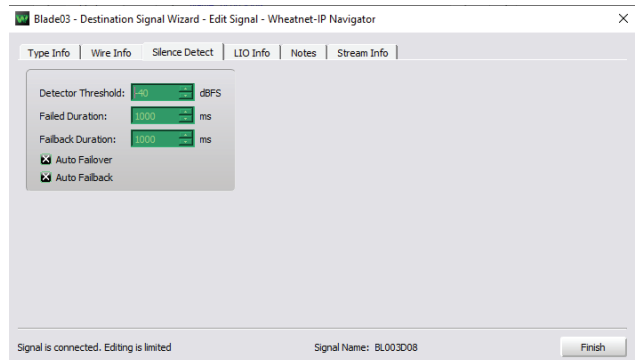 Blade03 - Destination Signal Wizard - Edit Signal - Wheatnet-IP Navigator
Type Info Wire Info Silence Detect LIO Info Notes Stream Info
Detector Threshold: -40 dBFS
Failed Duration: 1000 ms
Failback Duration: 1000 ms
Auto Failover
Auto Failback
Signal is connected. Editing is limited Signal Name: BL003D08 Finish